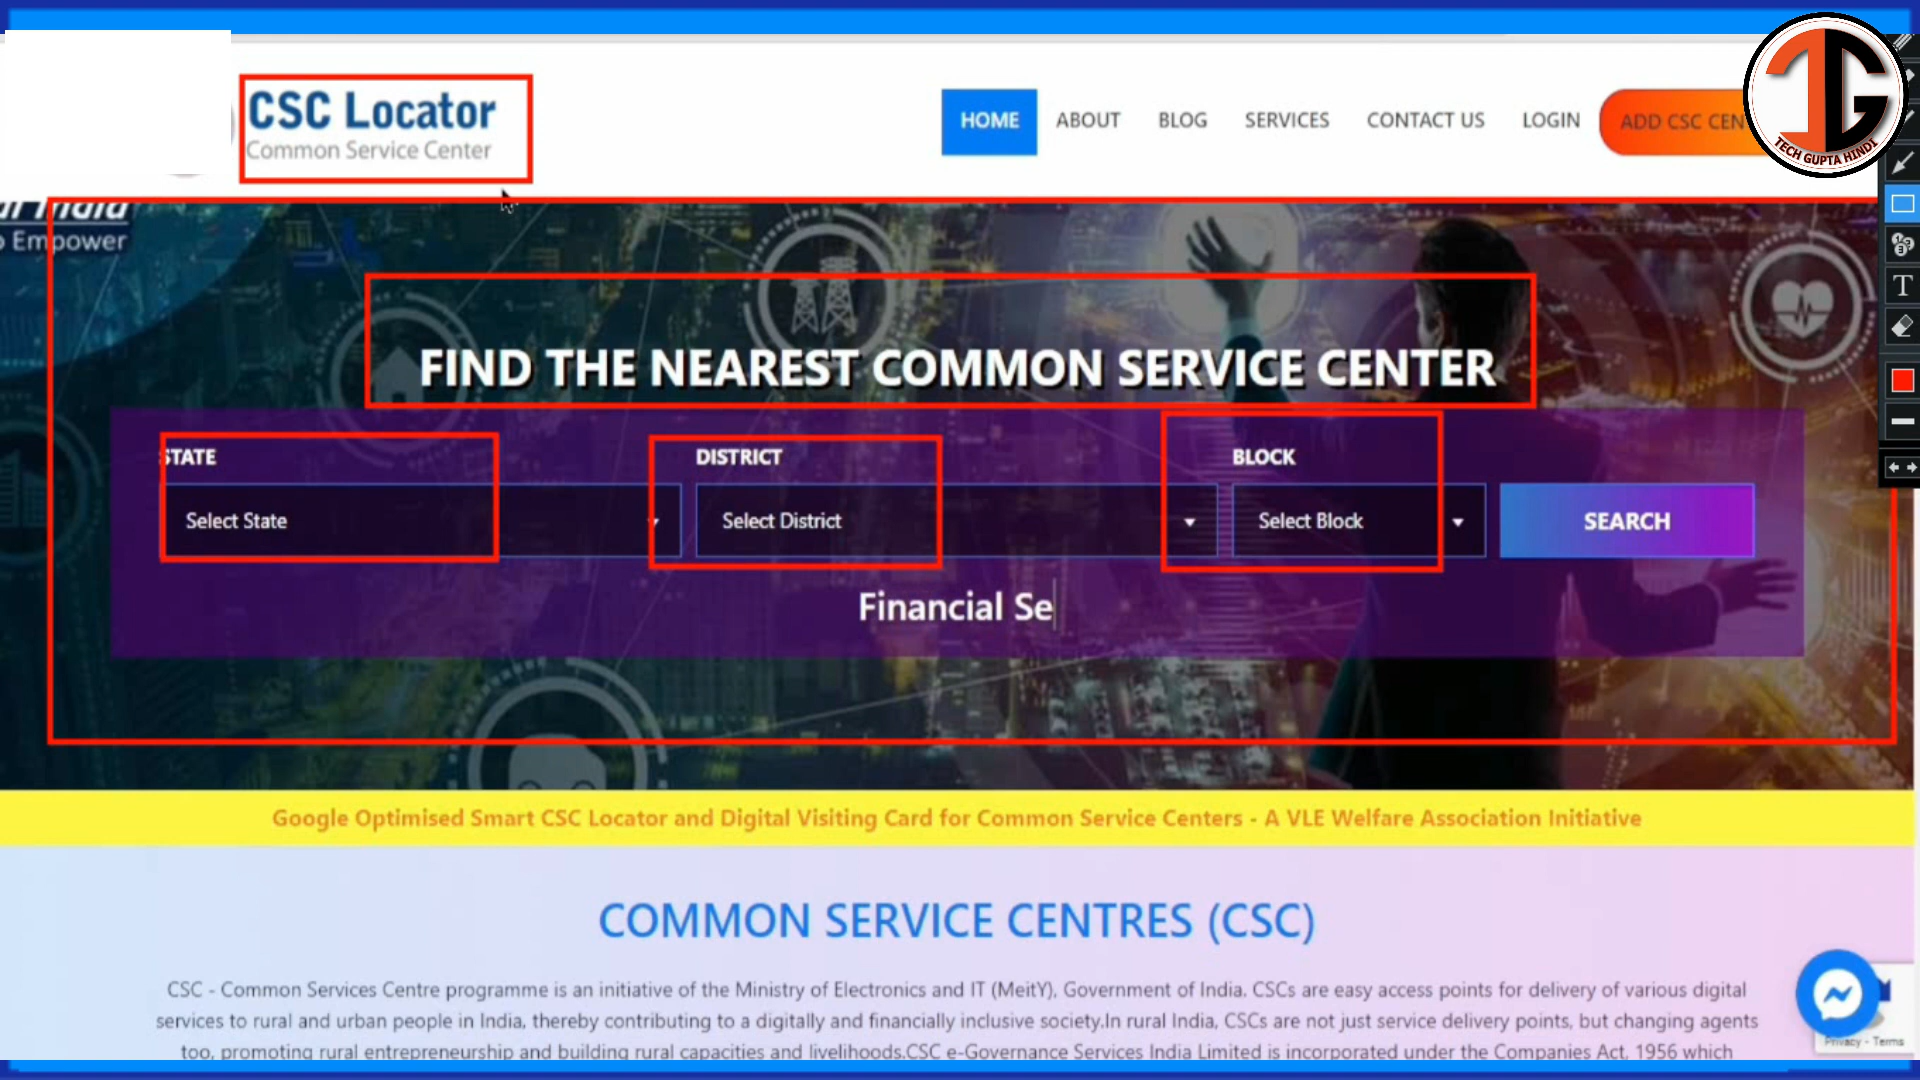 CSC Locator
Common Service Center
HOME ABOUT BLOG SERVICES CONTACT US LOGIN ADD CSC CEN
TECH GUPTA HINDI
Empower
FIND THE NEAREST COMMON SERVICE CENTER
STATE DISTRICT BLOCK
Select State Select District Select Block SEARCH
Financial Se
Google Optimised Smart CSC Locator and Digital Visiting Card for Common Service Centers - A VLE Welfare Association Initiative
COMMON SERVICE CENTRES (CSC)
CSC - Common Services Centre programme is an initiative of the Ministry of Electronics and IT (MeitY), Government of India. CSCs are easy access points for delivery of various digital
services to rural and urban people in India, thereby contributing to a digitally and financially inclusive society.In rural India, CSCs are not just service delivery points, but changing agents
too, promoting rural entrepreneurship and building rural capacities and livelihoods.CSC e-Governance Services India Limited is incorporated under the Companies Act, 1956 which
Privacy - Terms